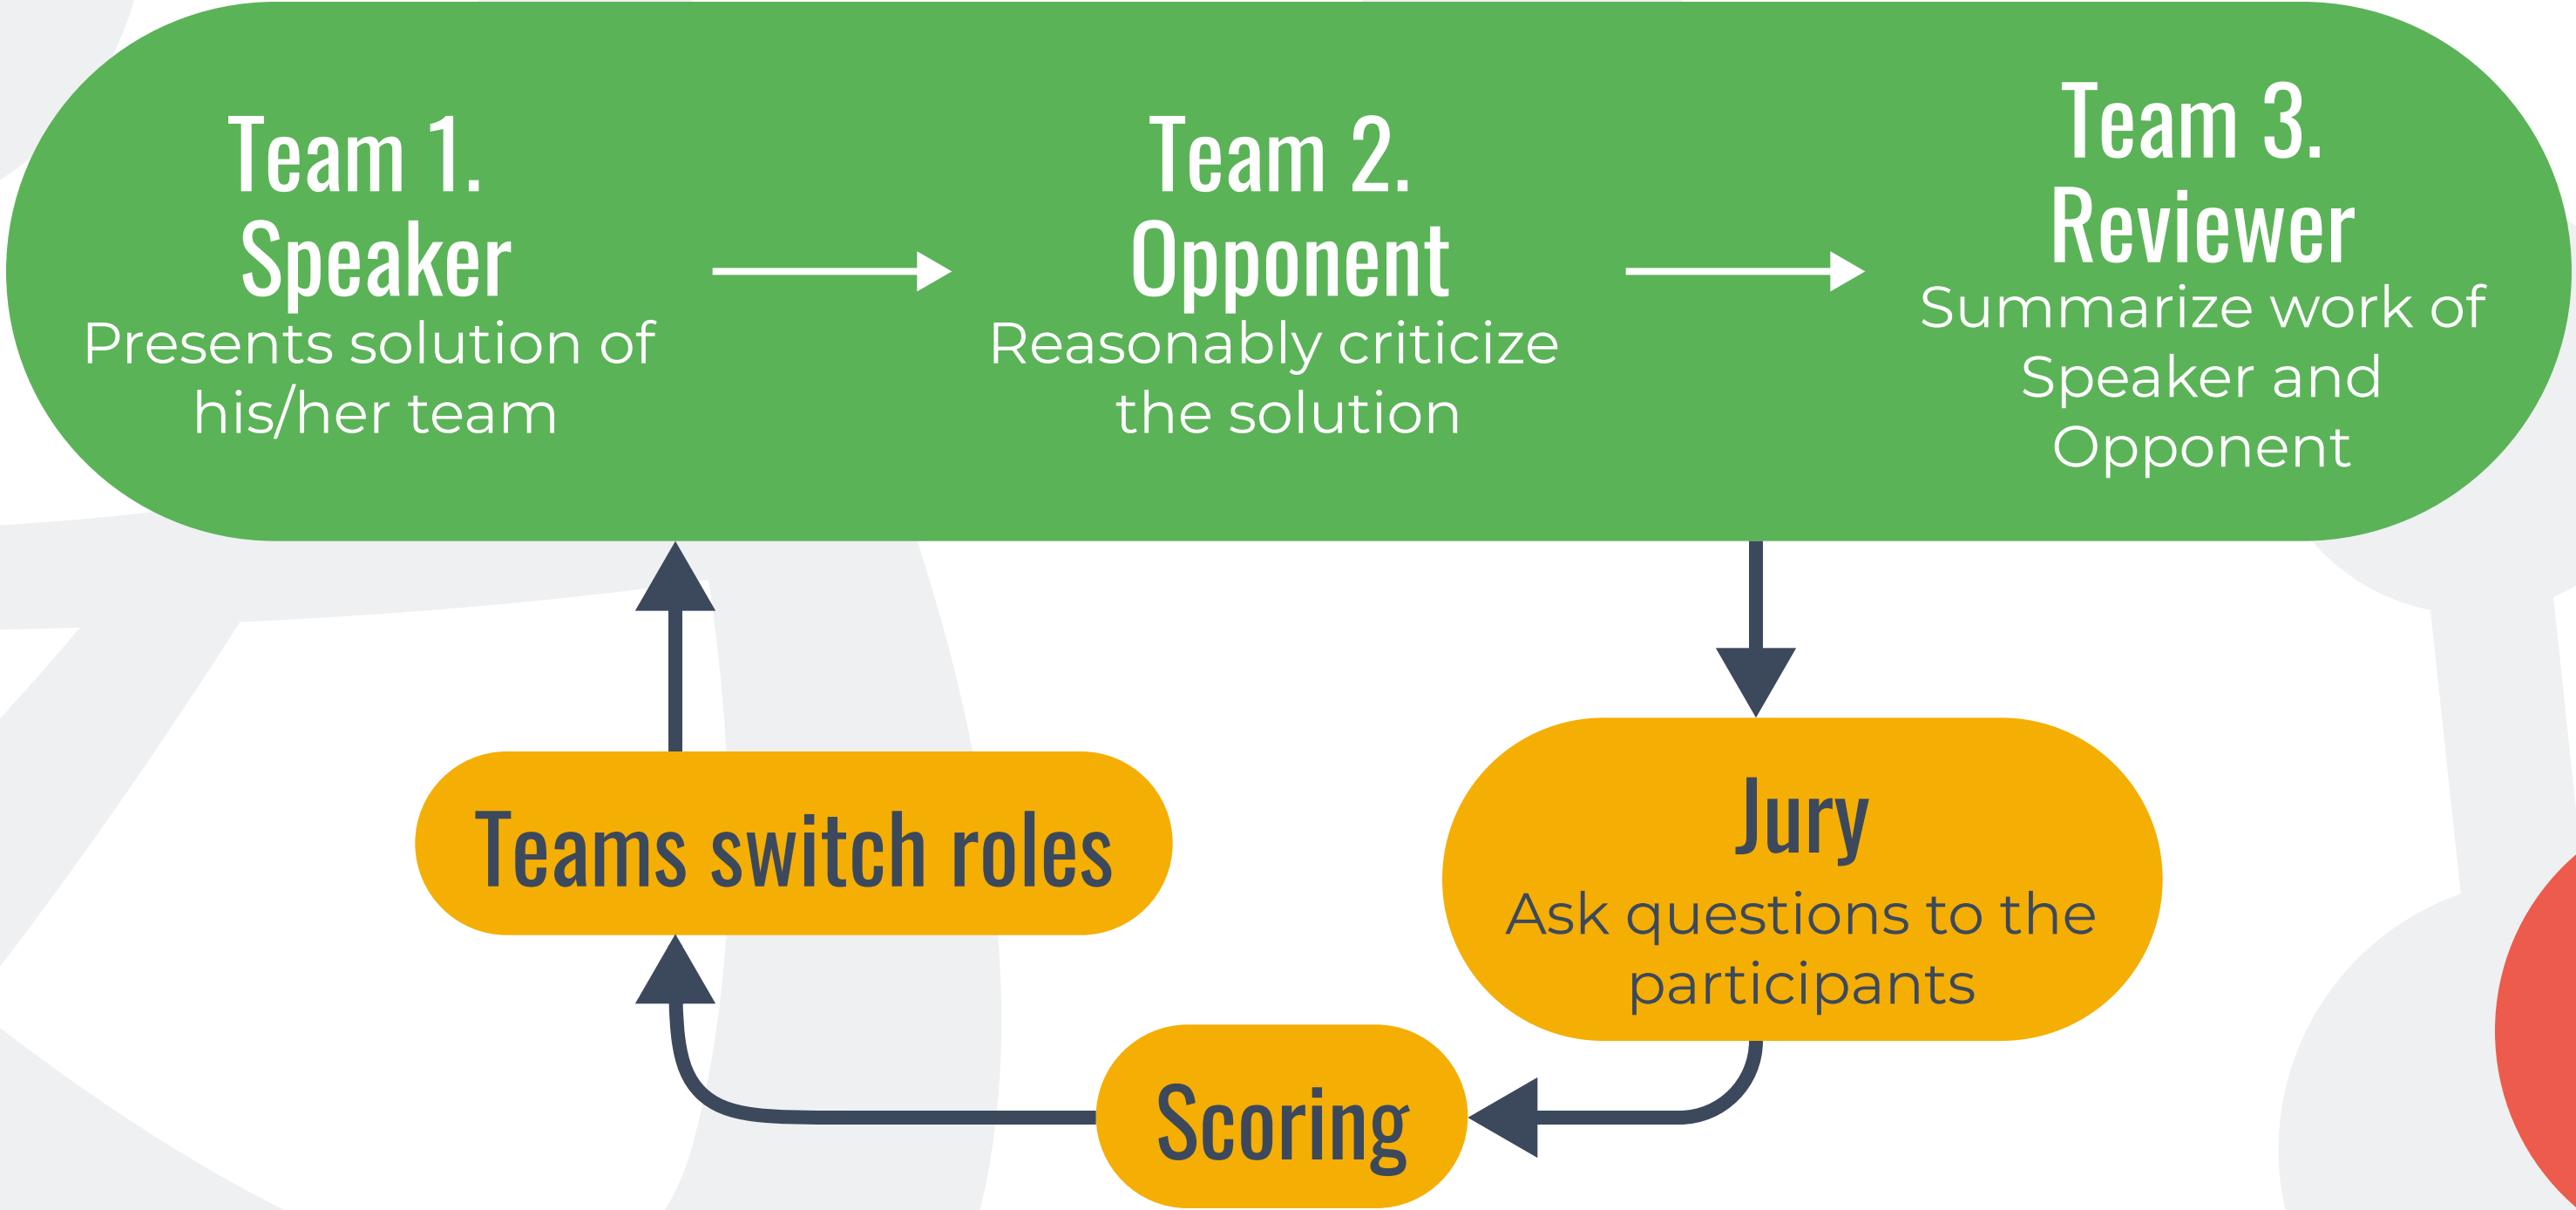 Team 1.
Speaker
Presents solution of
his/her team
Team 2.
Opponent
Reasonably criticize
the solution
Team 3.
Reviewer
Summarize work of
Speaker and
Opponent
Jury
Ask questions to the
participants
Scoring
Teams switch roles